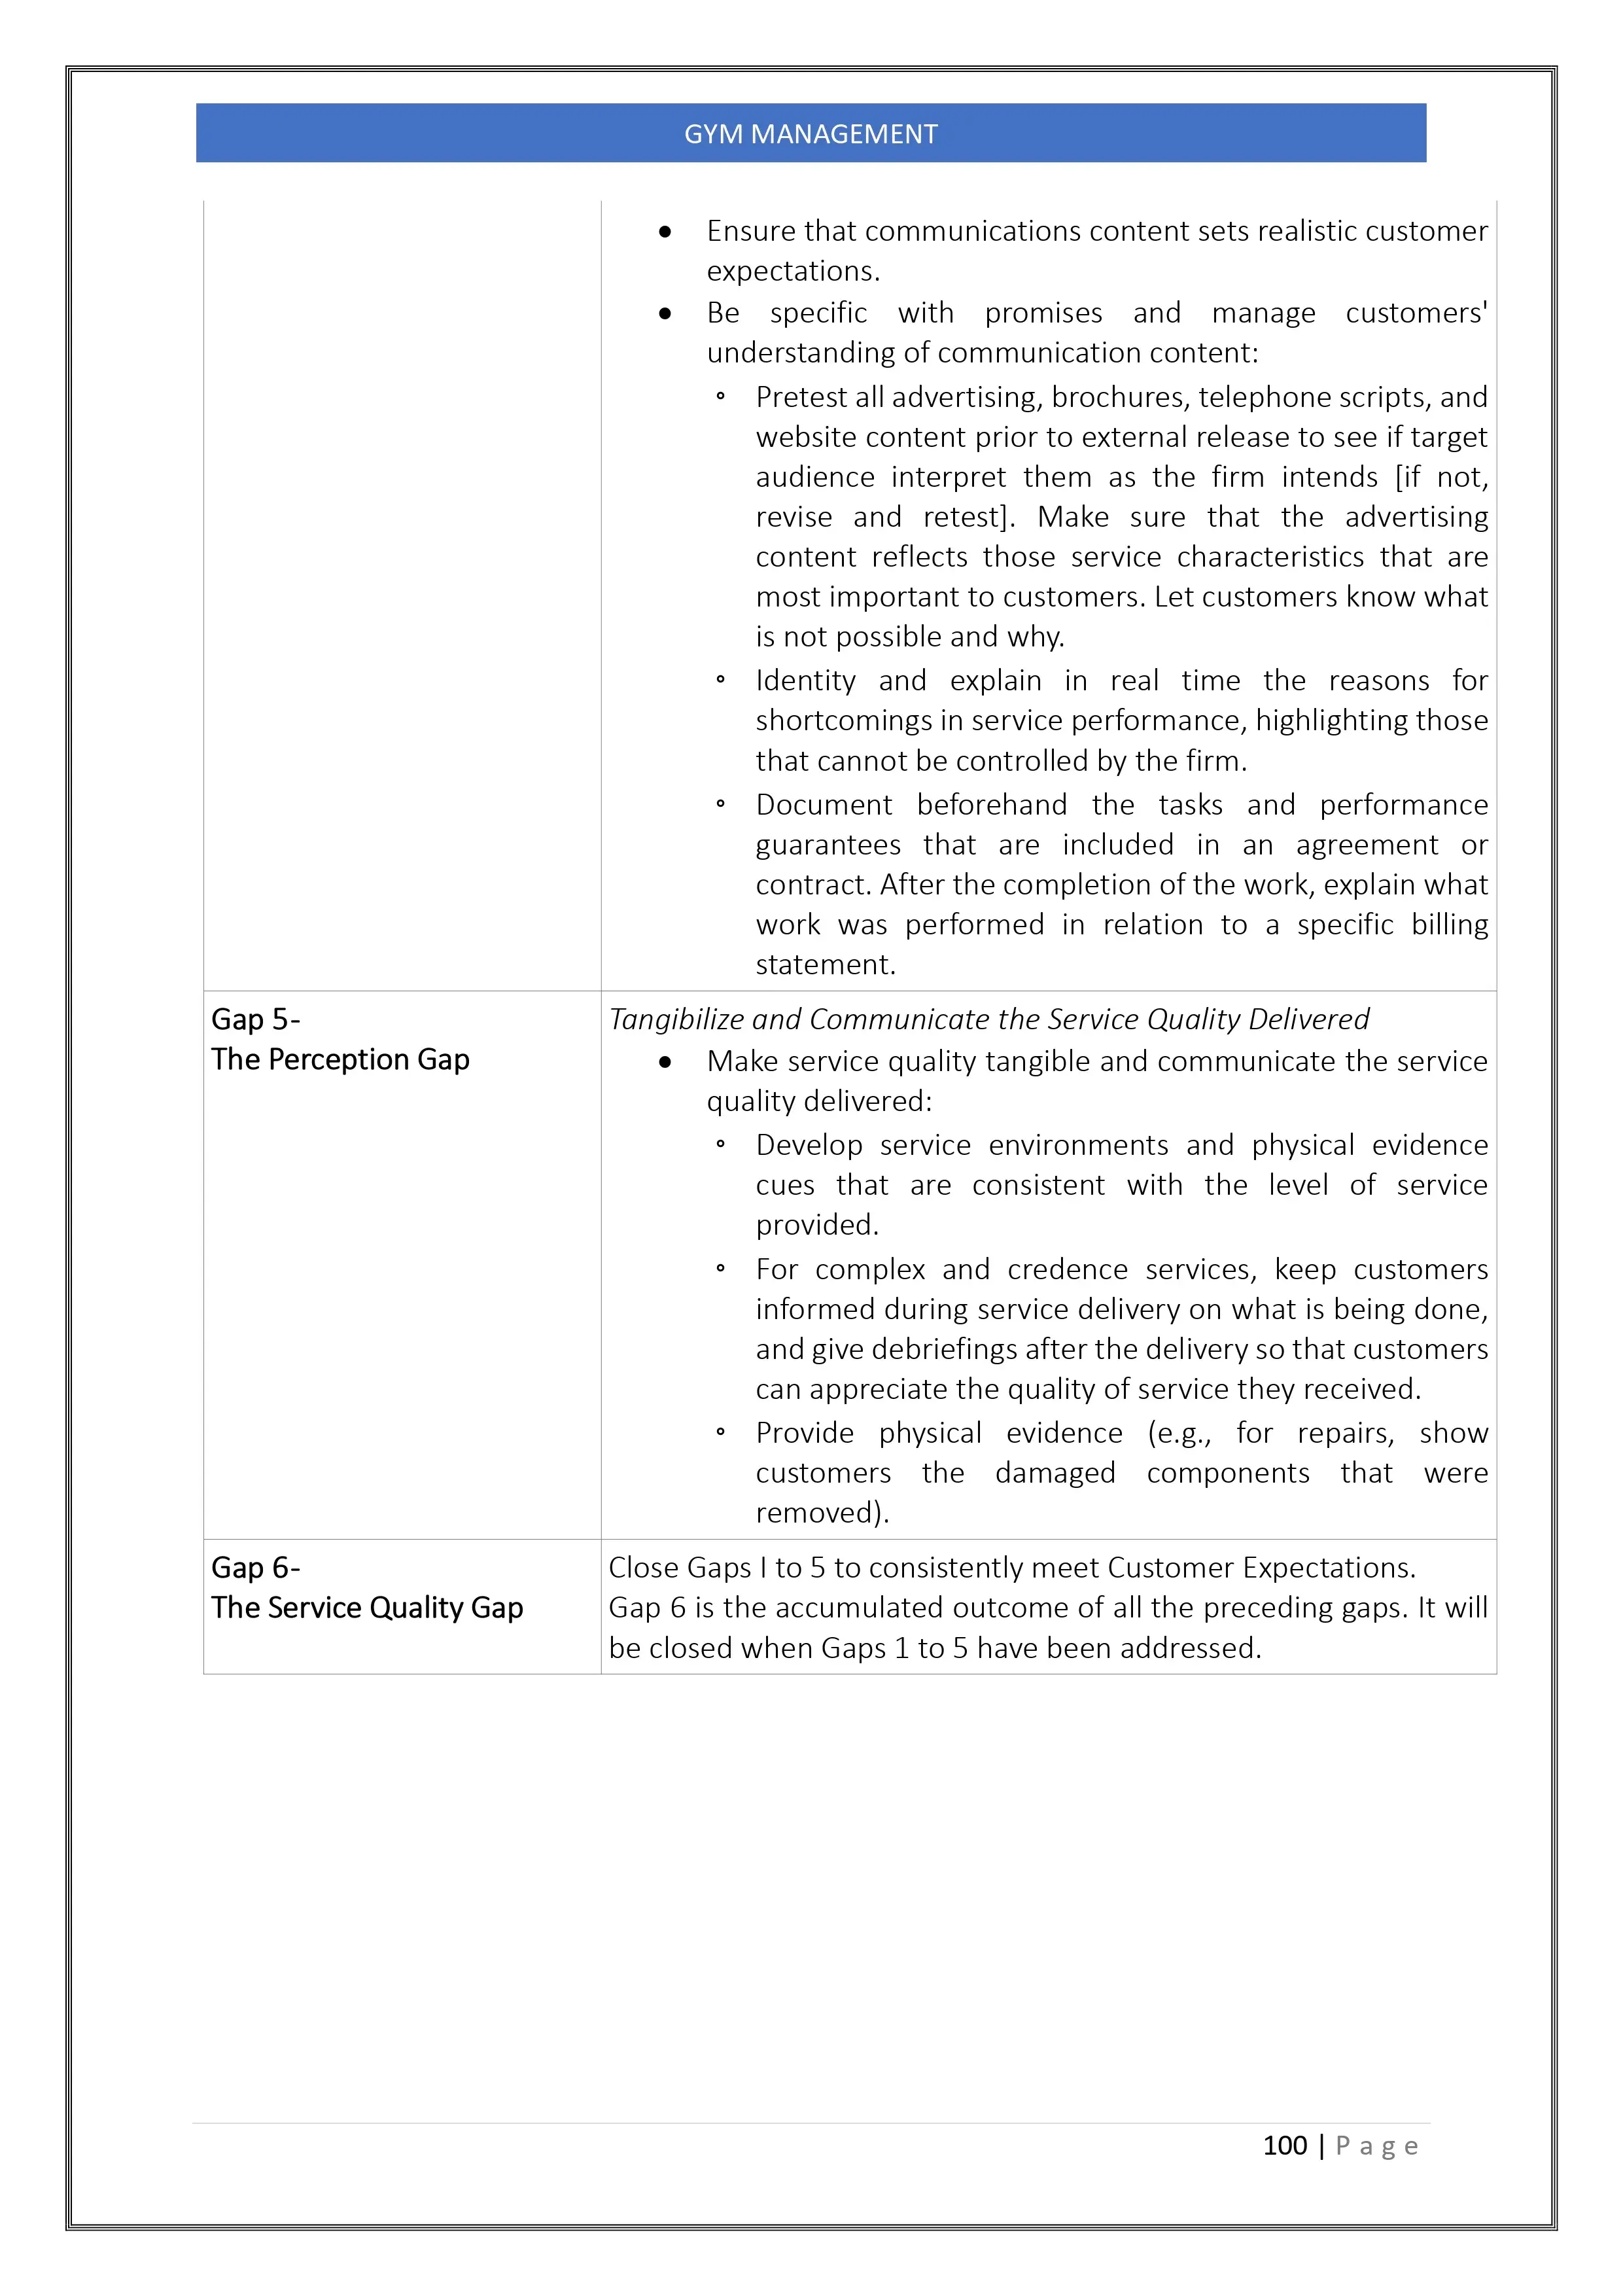 GYM MANAGEMENT
● Ensure that communications content sets realistic customer
expectations.
● Be specific with promises and manage customers'
understanding of communication content:
∘ Pretest all advertising, brochures, telephone scripts, and
website content prior to external release to see if target
audience interpret them as the firm intends [if not,
revise and retest]. Make sure that the advertising
content reflects those service characteristics that are
most important to customers. Let customers know what
is not possible and why.
∘ Identity and explain in real time the reasons for
shortcomings in service performance, highlighting those
that cannot be controlled by the firm.
∘ Document beforehand the tasks and performance
guarantees that are included in an agreement or
contract. After the completion of the work, explain what
work was performed in relation to a specific billing
statement.
Gap 5-
The Perception Gap
Tangibilize and Communicate the Service Quality Delivered
● Make service quality tangible and communicate the service
quality delivered:
∘ Develop service environments and physical evidence
cues that are consistent with the level of service
provided.
∘ For complex and credence services, keep customers
informed during service delivery on what is being done,
and give debriefings after the delivery so that customers
can appreciate the quality of service they received.
∘ Provide physical evidence (e.g., for repairs, show
customers the damaged components that were
removed).
Gap 6-
The Service Quality Gap
Close Gaps I to 5 to consistently meet Customer Expectations.
Gap 6 is the accumulated outcome of all the preceding gaps. It will
be closed when Gaps 1 to 5 have been addressed.
100 | Page